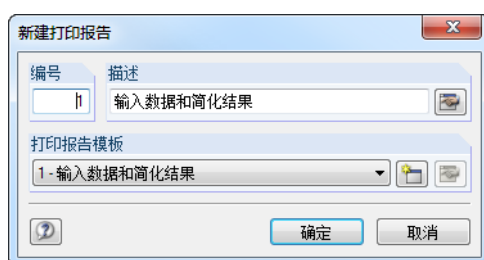 新建打印报告
编号 描述
1 输入数据和简化结果
打印报告模板
1 - 输入数据和简化结果
确定 取消